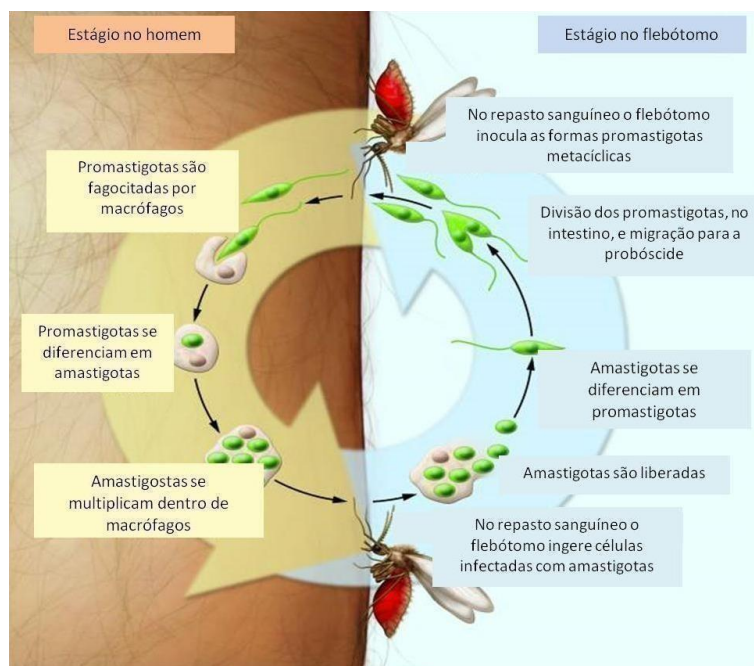 Estágio no homem
Estágio no flebótomo
No repasto sanguíneo o flebótomo
inocula as formas promastigotas
metacíclicas
Promastigotas são
fagocitadas por
macrófagos
Divisão dos promastigotas, no
intestino, e migração para a
probóscide
Promastigotas se
diferenciam em
amastigotas
Amastigotas se
diferenciam em
promastigotas
Amastigostas se
multiplicam dentro de
macrófagos
Amastigotas são liberadas
No repasto sanguíneo o
flebótomo ingere células
infectadas com amastigotas